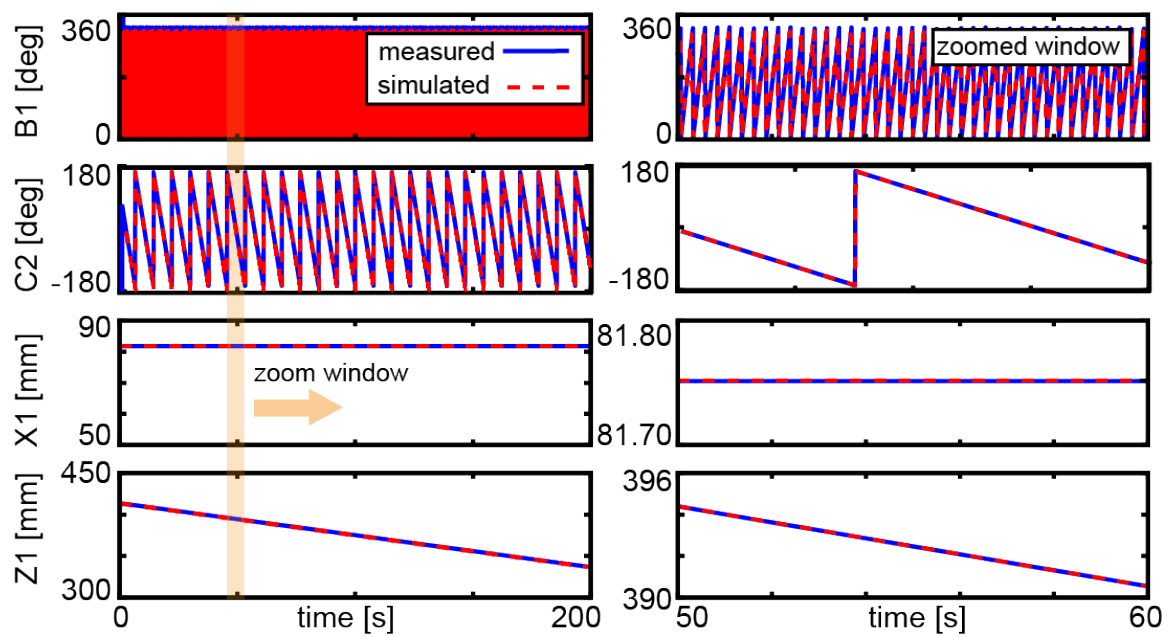 B1 [deg]
360
0
measured
simulated
360
0
zoomed window
C2 [deg]
180
-180
180
-180
X1 [mm]
90
50
zoom window
81.80
81.70
Z1 [mm]
450
300
396
390
0
time [s]
200
50
time [s]
60